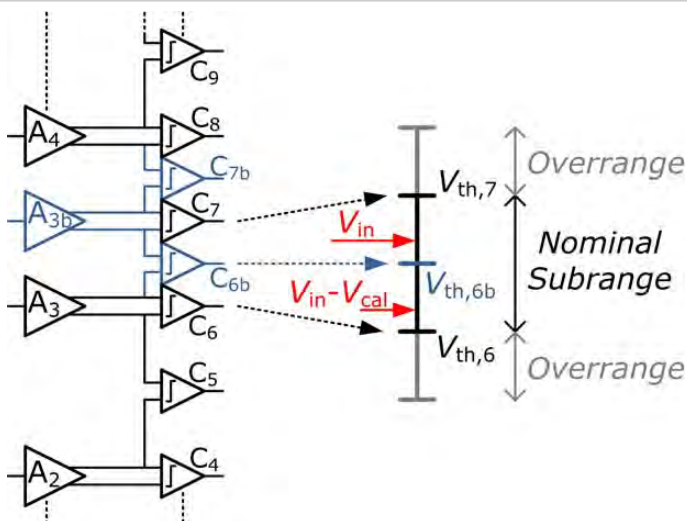 C9
A4
C8
C7b
A3b
C7
C6b
A3
C6
C5
A2
C4
Overrange
Vth,7
Vin
Nominal
Subrange
Vth,6b
Vin-Vcal
Vth,6
Overrange